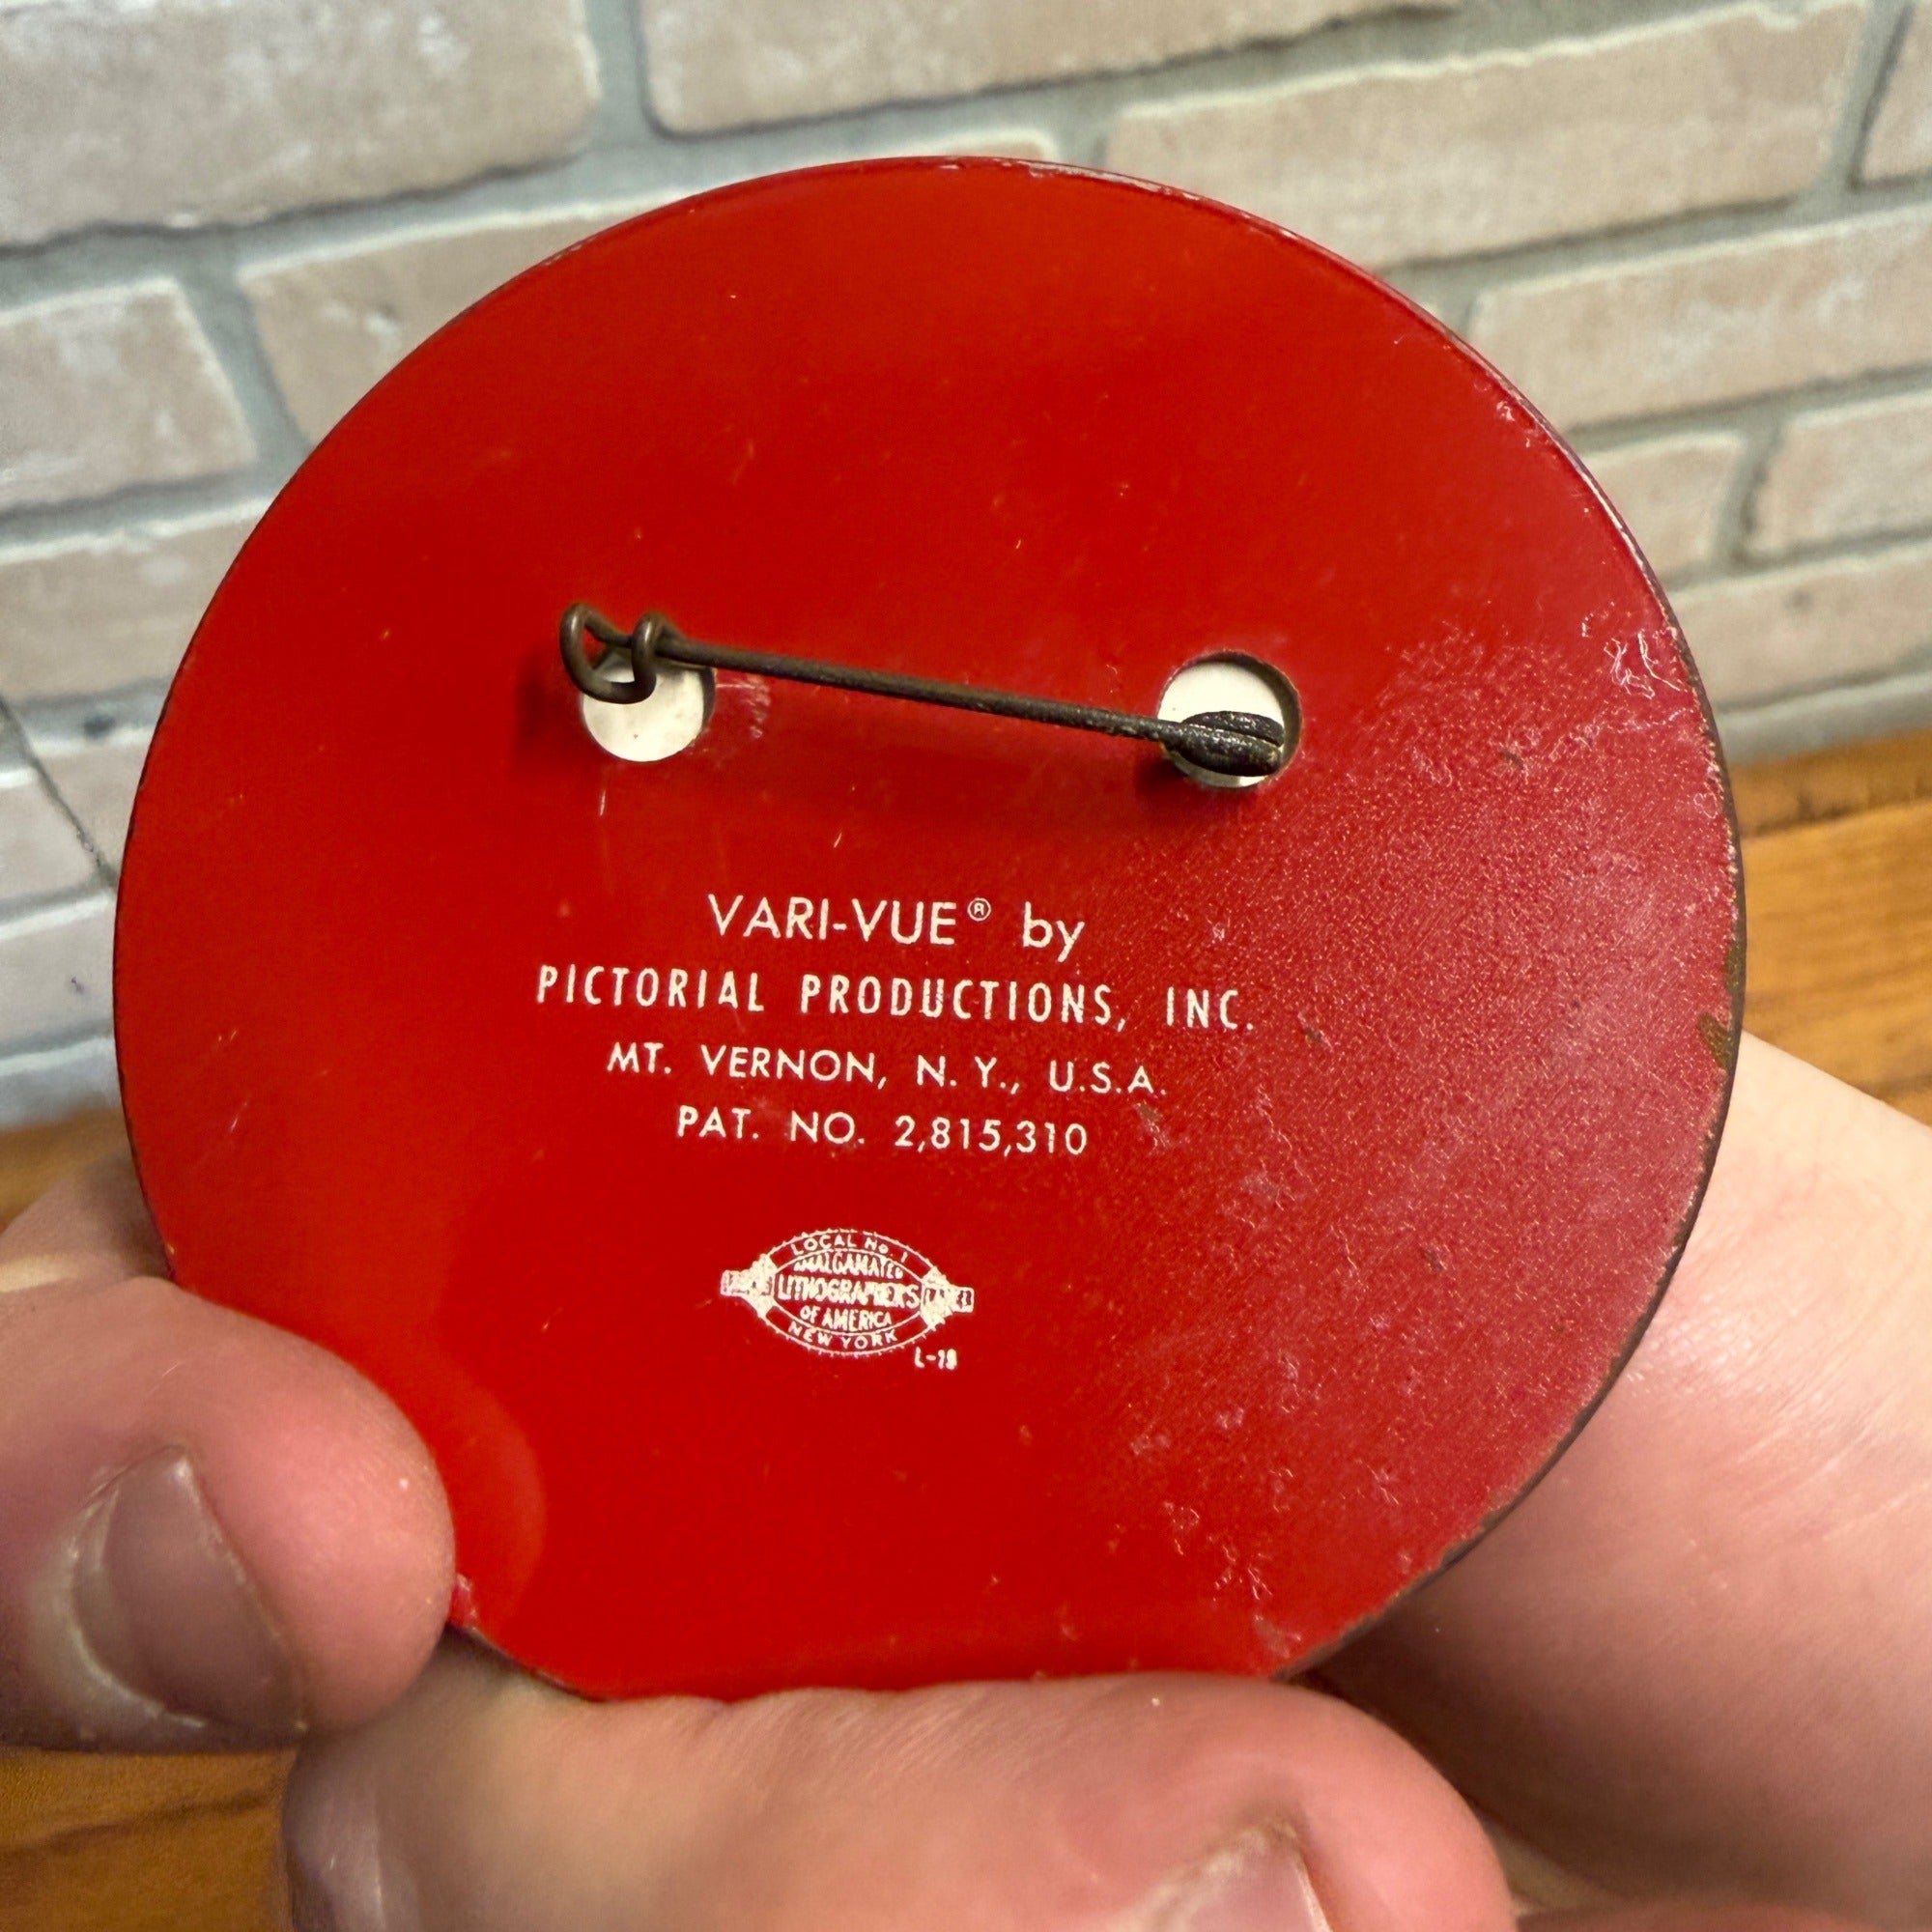 VARI-VUE® by
PICTORIAL PRODUCTIONS, INC.
MT. VERNON, N. Y., U.S.A.
PAT. NO. 2,815,310
LOCAL No. 1
AMALGAMATED
LITHOGRAPHERS
OF AMERICA
NEW YORK